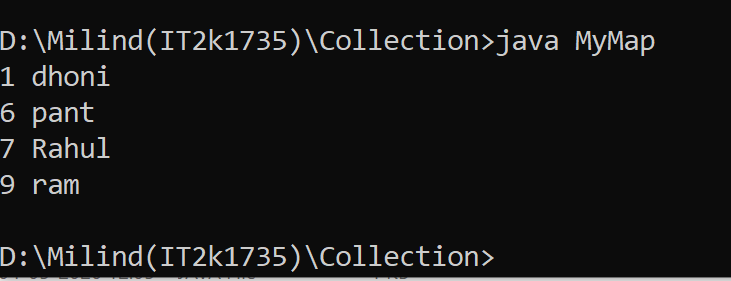 D:\Milind(IT2k1735)\Collection>java MyMap
1 dhoni
6 pant
7 Rahul
9 ram
D:\Milind(IT2k1735)\Collection>